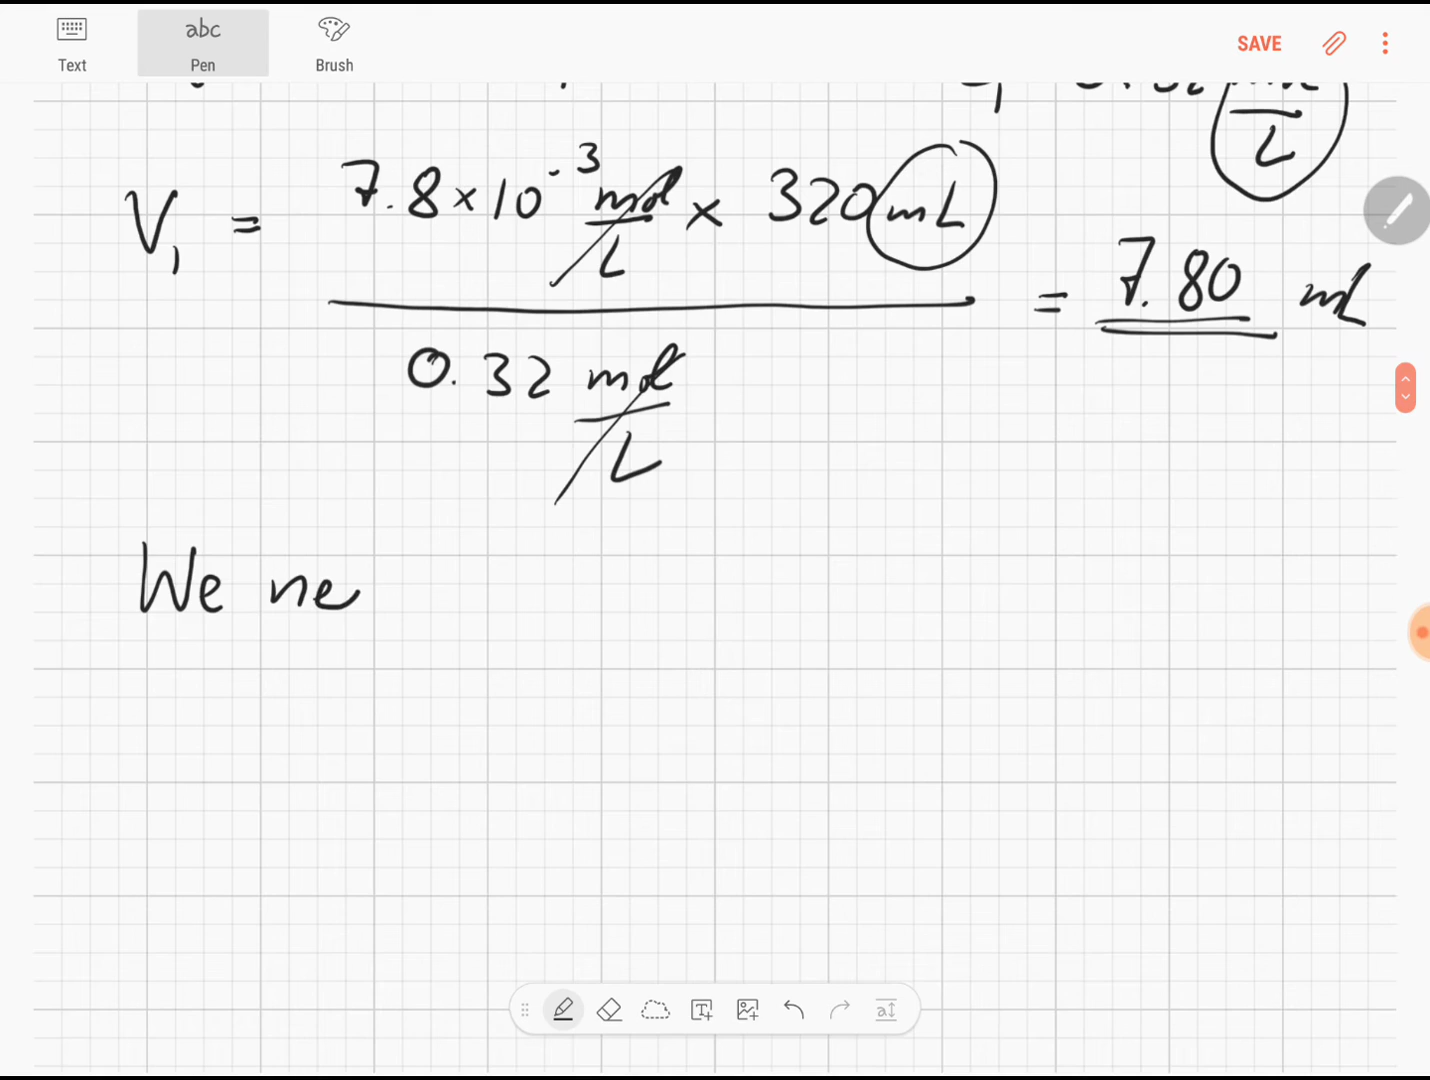 Text Pen Brush SAVE
abc
L
V₁ = 7.8 × 10⁻³ mol/L × 320 mL
0.32 mol/L
= 7.80 mL
We ne